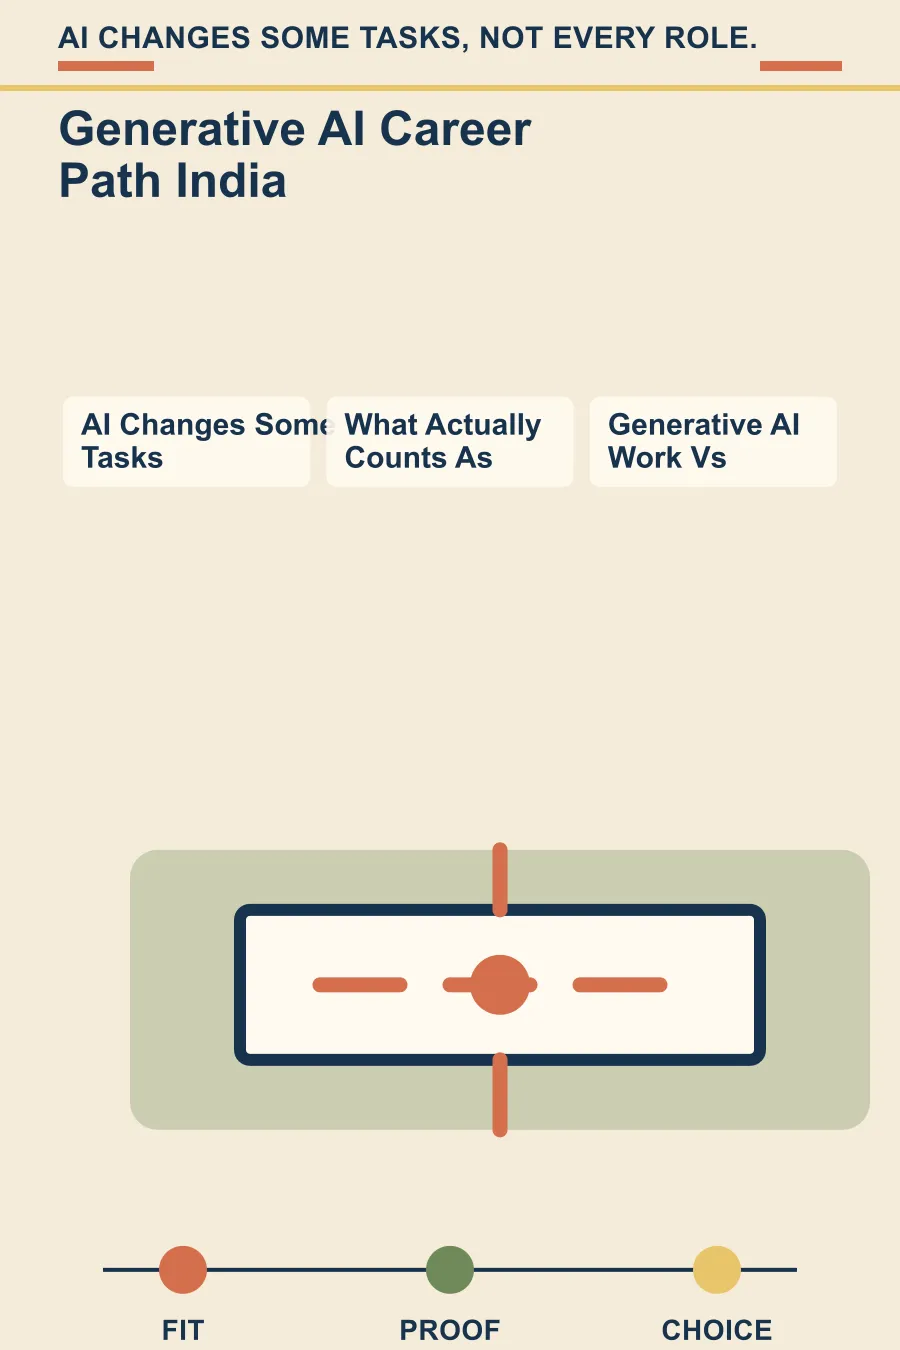 AI CHANGES SOME TASKS, NOT EVERY ROLE.
Generative AI Career
Path India
AI Changes Some
Tasks
What Actually
Counts As
Generative AI
Work Vs
FIT
PROOF
CHOICE